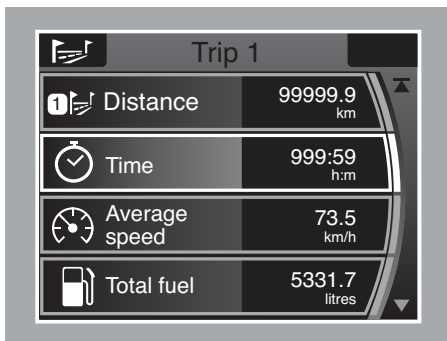 Trip 1
1 Distance 99999.9
km
Time 999:59
h:m
Average speed 73.5
km/h
Total fuel 5331.7
litres